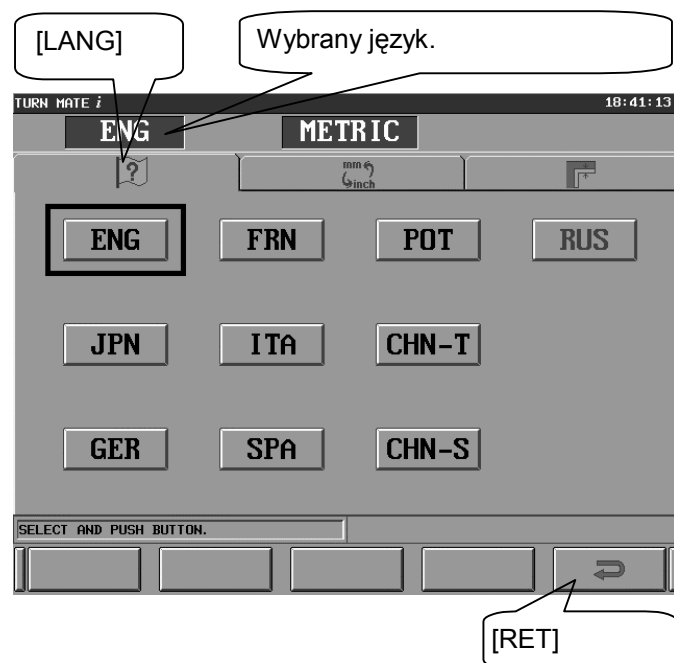 [LANG]
Wybrany język.
TURN MATE i 18:41:13
ENG METRIC
? mm inch
ENG FRN POT RUS
JPN ITA CHN-T
GER SPA CHN-S
SELECT AND PUSH BUTTON.
[RET]